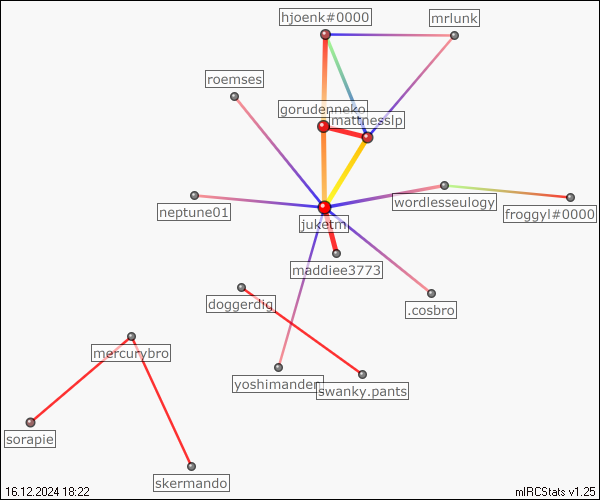 hjoenk#0000
mrlunk
roemses
gorudenneko
mattnesslp
neptune01
wordlesseulogy
froggyl#0000
juketm
maddiee3773
doggerdig
.cosbro
mercurybro
yoshimander
swanky.pants
sorapie
skermando
16.12.2024 18:22
mIRCStats v1.25